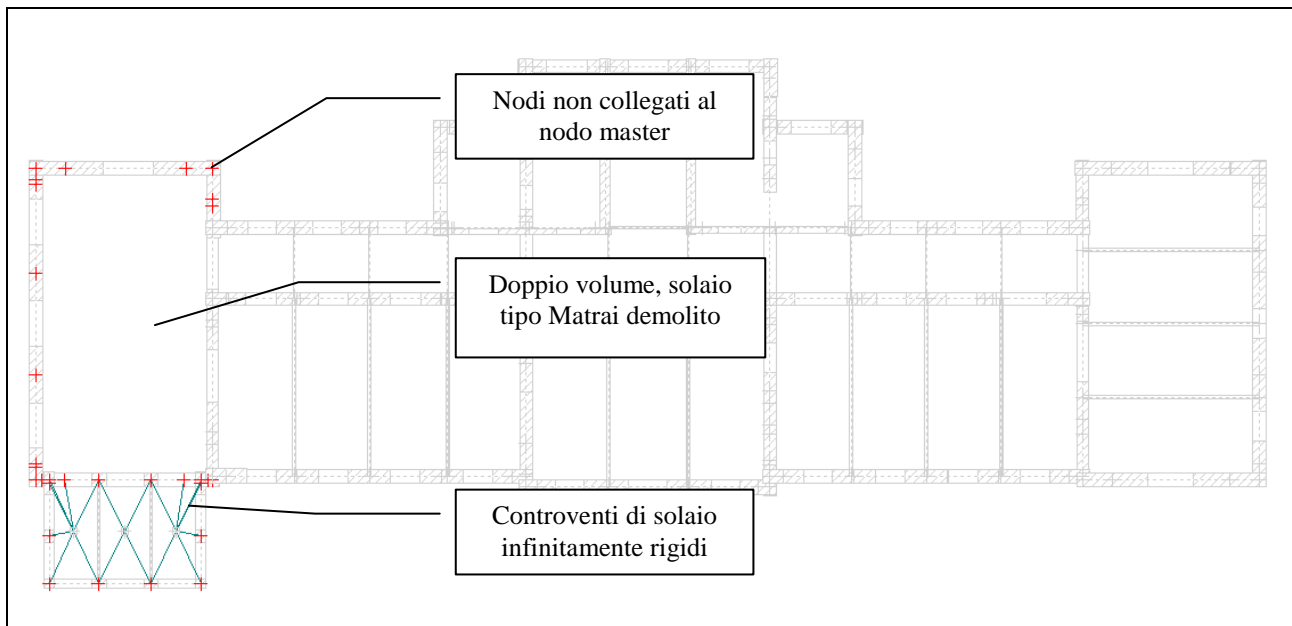 Nodi non collegati al
nodo master
Doppio volume, solaio
tipo Matrai demolito
Controventi di solaio
infinitamente rigidi